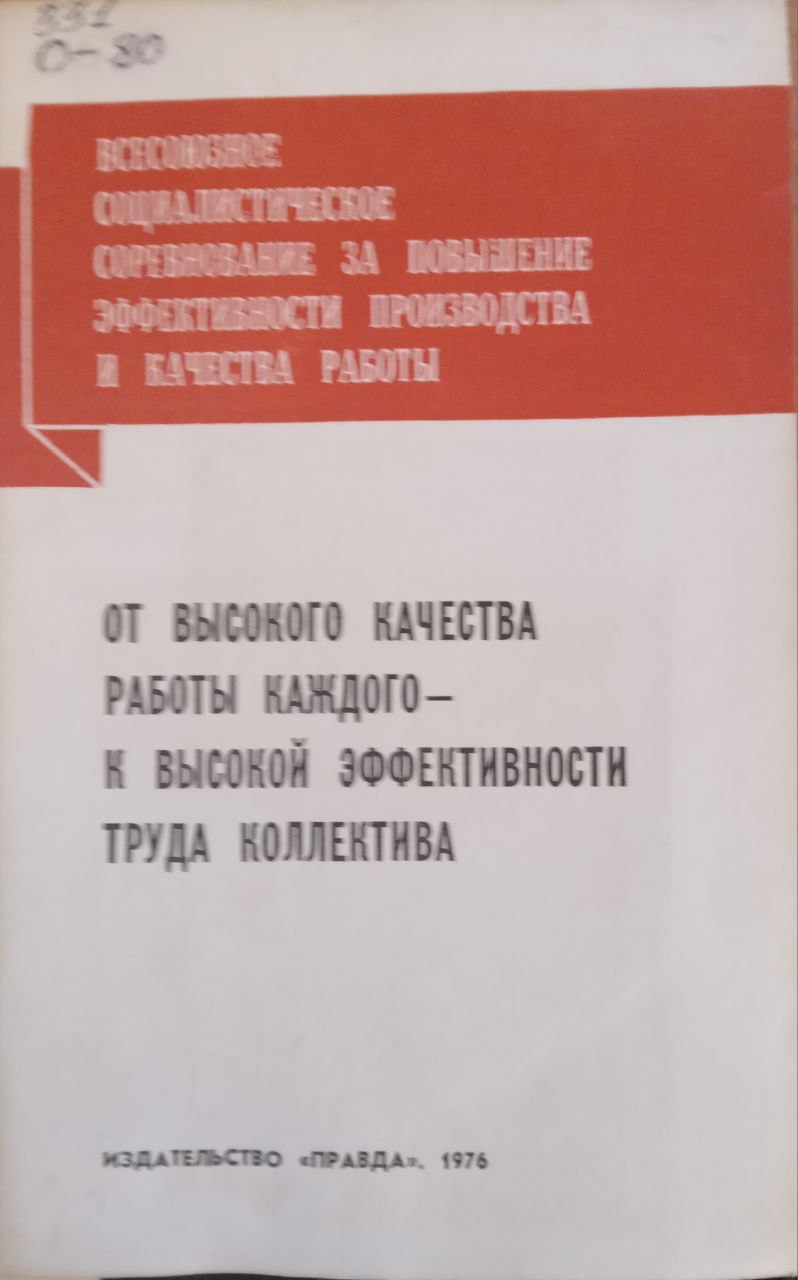 331
О-80
ВСЕСОЮЗНОЕ
СОЦИАЛИСТИЧЕСКОЕ
СОРЕВНОВАНИЕ ЗА ПОВЫШЕНИЕ
ЭФФЕКТИВНОСТИ ПРОИЗВОДСТВА
И КАЧЕСТВА РАБОТЫ
ОТ ВЫСОКОГО КАЧЕСТВА
РАБОТЫ КАЖДОГО—
К ВЫСОКОЙ ЭФФЕКТИВНОСТИ
ТРУДА КОЛЛЕКТИВА
ИЗДАТЕЛЬСТВО «ПРАВДА». 1976